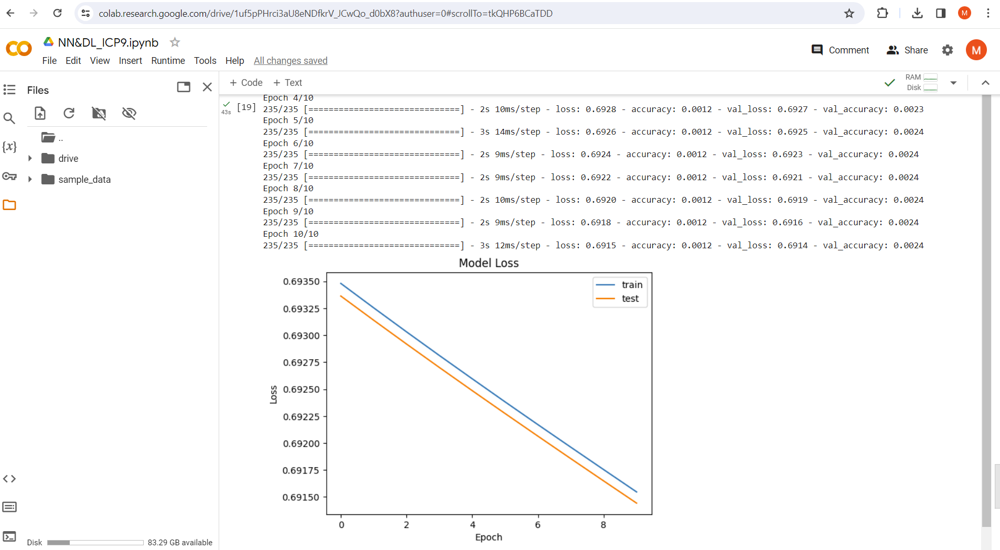 colab.research.google.com/drive/1uf5pPHrci3aU8eNDfkrV_JCwQo_d0bX8?authuser=0#scrollTo=tkQHP6BCaTDD
M
NN&DL_ICP9.ipynb
File Edit View Insert Runtime Tools Help All changes saved
Comment Share M
Files
+ Code + Text
RAM
Disk
..
drive
sample_data
{x}
43s
[19]
Epoch 4/10
235/235 [==============================] - 2s 10ms/step - loss: 0.6928 - accuracy: 0.0012 - val_loss: 0.6927 - val_accuracy: 0.0023
Epoch 5/10
235/235 [==============================] - 3s 14ms/step - loss: 0.6926 - accuracy: 0.0012 - val_loss: 0.6925 - val_accuracy: 0.0024
Epoch 6/10
235/235 [==============================] - 2s 9ms/step - loss: 0.6924 - accuracy: 0.0012 - val_loss: 0.6923 - val_accuracy: 0.0024
Epoch 7/10
235/235 [==============================] - 2s 9ms/step - loss: 0.6922 - accuracy: 0.0012 - val_loss: 0.6921 - val_accuracy: 0.0024
Epoch 8/10
235/235 [==============================] - 2s 10ms/step - loss: 0.6920 - accuracy: 0.0012 - val_loss: 0.6919 - val_accuracy: 0.0024
Epoch 9/10
235/235 [==============================] - 2s 9ms/step - loss: 0.6918 - accuracy: 0.0012 - val_loss: 0.6916 - val_accuracy: 0.0024
Epoch 10/10
235/235 [==============================] - 3s 12ms/step - loss: 0.6915 - accuracy: 0.0012 - val_loss: 0.6914 - val_accuracy: 0.0024
Model Loss
train
test
0.69350
0.69325
0.69300
0.69275
0.69250
0.69225
0.69200
0.69175
0.69150
Loss
0 2 4 6 8
Epoch
Disk 83.29 GB available